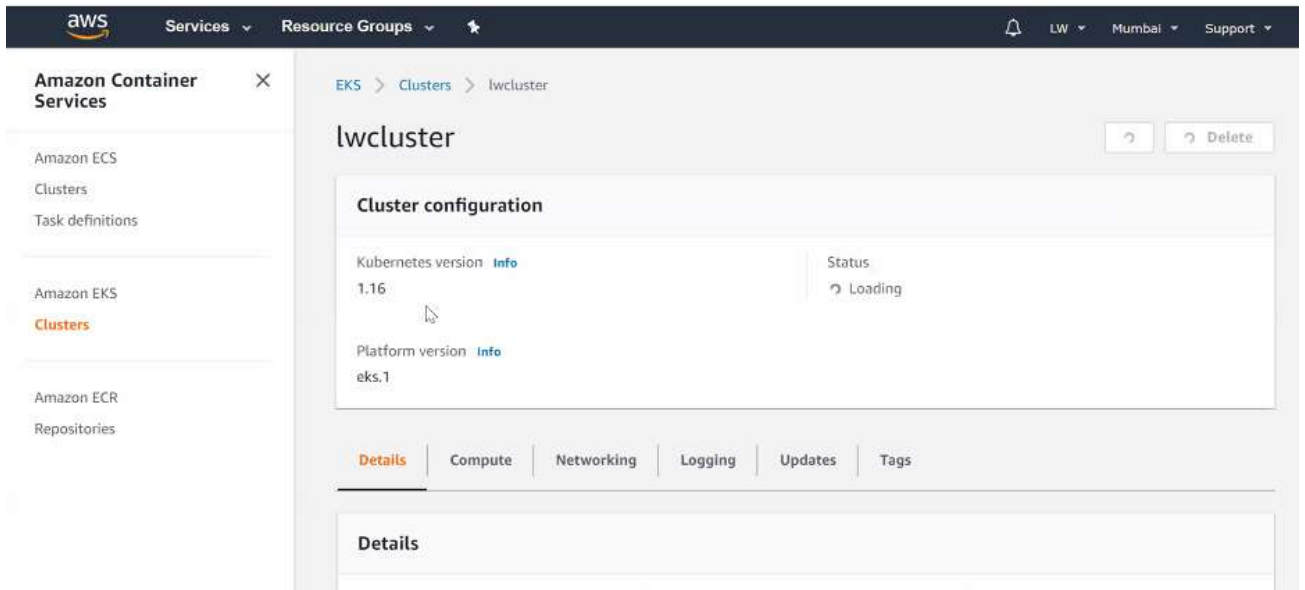 aws Services Resource Groups LW Mumbai Support
Amazon Container
Services
Amazon ECS
Clusters
Task definitions
Amazon EKS
Clusters
Amazon ECR
Repositories
EKS > Clusters > lwcluster
lwcluster
Delete
Cluster configuration
Kubernetes version Info
1.16
Status
Loading
Platform version Info
eks.1
Details Compute Networking Logging Updates Tags
Details